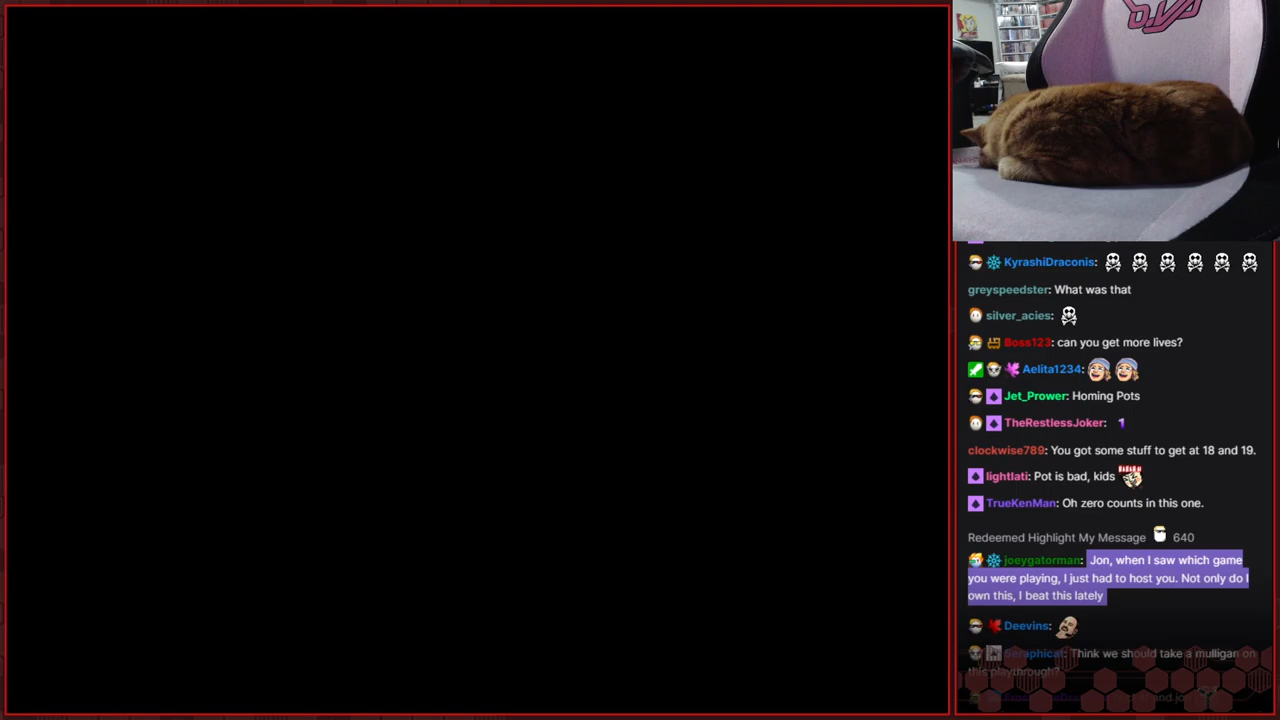 D.VA
KyrashiDraconis:
greyspeedster: What was that
silver_acies:
Boss123: can you get more lives?
Aelita1234:
Jet_Prower: Homing Pots
TheRestlessJoker:
clockwise789: You got some stuff to get at 18 and 19.
lightlati: Pot is bad, kids
TrueKenMan: Oh zero counts in this one.
Redeemed Highlight My Message 640
joeygatorman: Jon, when I saw which game
you were playing, I just had to host you. Not only do I
own this, I beat this lately
Deevins:
Seraphicat: Think we should take a mulligan on
this playthrough?